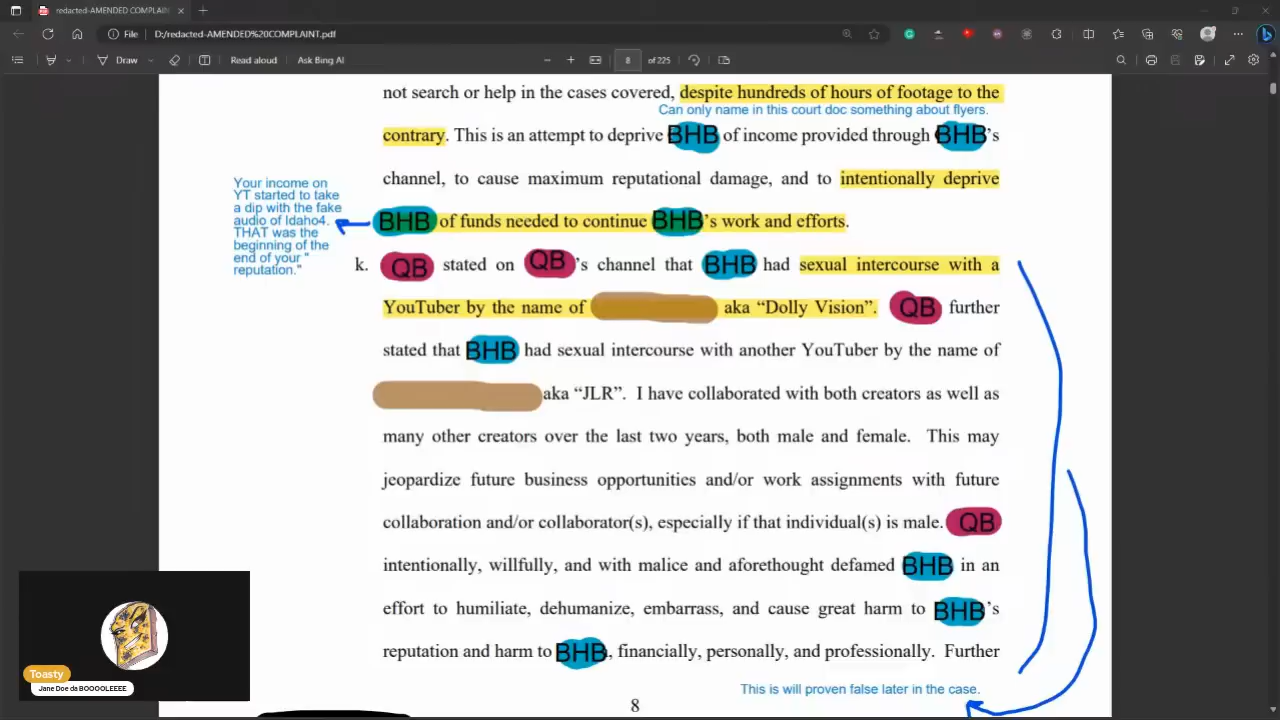 redacted-AMENDED COMPLAIN
File D:/redacted-AMENDED%20COMPLAINT.pdf
Draw Read aloud Ask Bing AI 8 of 225
not search or help in the cases covered, despite hundreds of hours of footage to the
Can only name in this court doc something about flyers.
contrary. This is an attempt to deprive BHB of income provided through BHB's
channel, to cause maximum reputational damage, and to intentionally deprive
BHB of funds needed to continue BHB's work and efforts.
Your income on
YT started to take
a dip with the fake
audio of Idaho4.
THAT was the
beginning of the
end of your "
reputation."
k. QB stated on QB's channel that BHB had sexual intercourse with a
YouTuber by the name of aka “Dolly Vision”. QB further
stated that BHB had sexual intercourse with another YouTuber by the name of
aka “JLR”. I have collaborated with both creators as well as
many other creators over the last two years, both male and female. This may
jeopardize future business opportunities and/or work assignments with future
collaboration and/or collaborator(s), especially if that individual(s) is male. QB
intentionally, willfully, and with malice and aforethought defamed BHB in an
effort to humiliate, dehumanize, embarrass, and cause great harm to BHB's
reputation and harm to BHB, financially, personally, and professionally. Further
This is will proven false later in the case.
8
Toasty
Jane Doe da BOOOOLEEEE